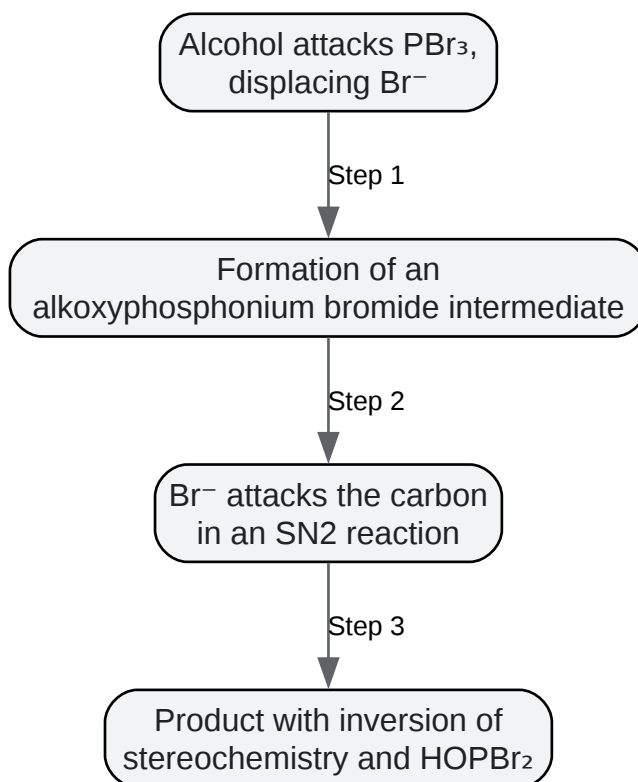 Alcohol attacks PBr₃,
displacing Br⁻
Step 1
Formation of an
alkoxyphosphonium bromide intermediate
Step 2
Br⁻ attacks the carbon
in an SN2 reaction
Step 3
Product with inversion of
stereochemistry and HOPBr₂